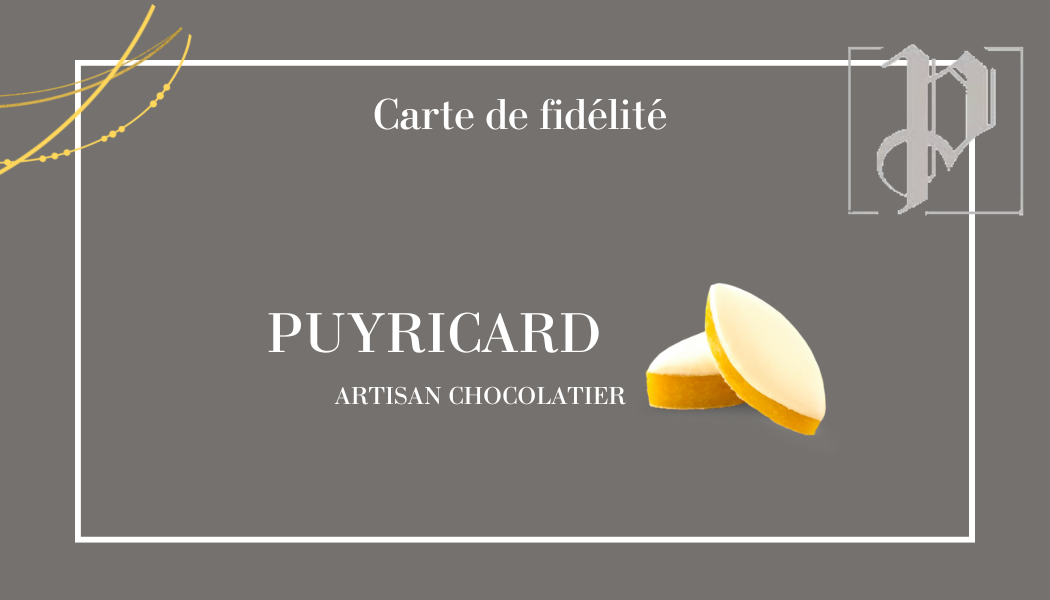 Carte de fidélité
P
PUYRICARD
ARTISAN CHOCOLATIER